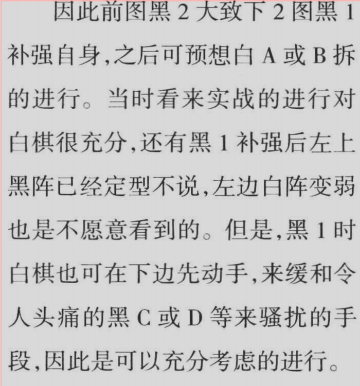 因此前图黑 2 大致下 2 图黑 1
补强自身,之后可预想白 A 或 B 拆
的进行。当时看来实战的进行对
白棋很充分,还有黑 1 补强后左上
黑阵已经定型不说,左边白阵变弱
也是不愿意看到的。但是,黑 1 时
白棋也可在下边先动手,来缓和令
人头痛的黑 C 或 D 等来骚扰的手
段,因此是可以充分考虑的进行。